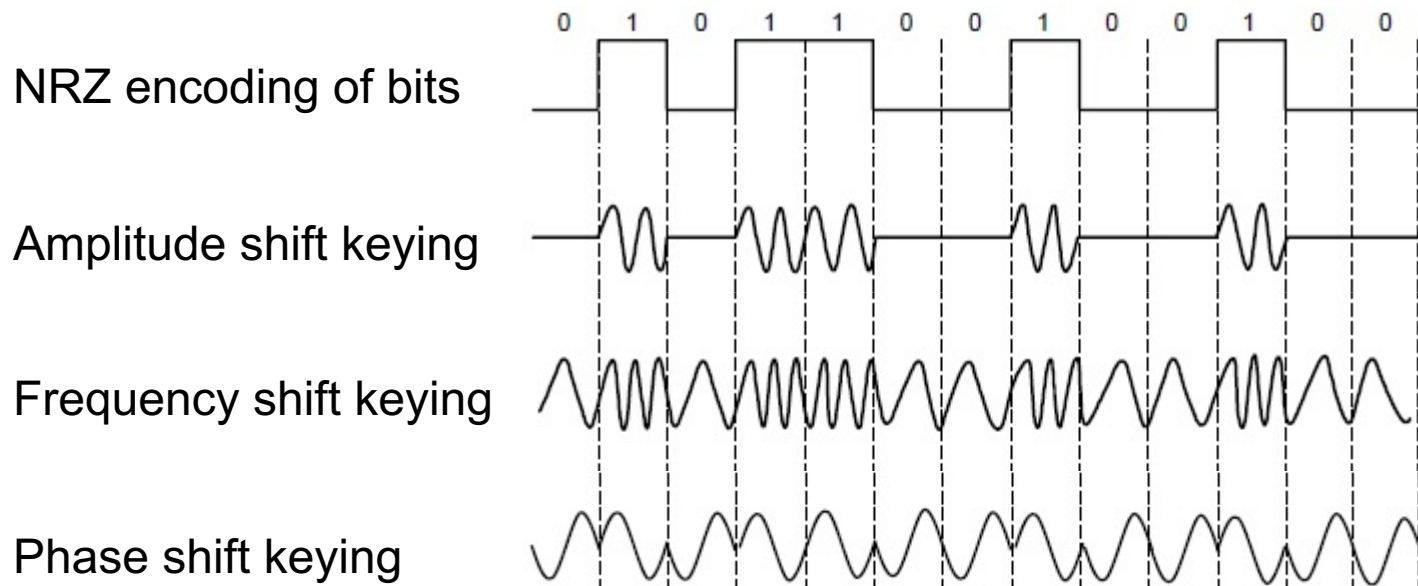 0 1 0 1 1 0 0 1 0 0 1 0 0
NRZ encoding of bits
Amplitude shift keying
Frequency shift keying
Phase shift keying